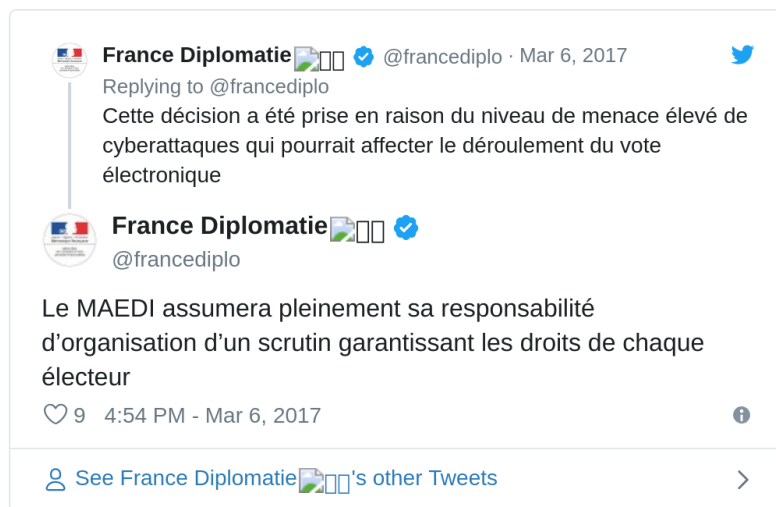 France Diplomatie @francediplo · Mar 6, 2017
Replying to @francediplo
Cette décision a été prise en raison du niveau de menace élevé de
cyberattaques qui pourrait affecter le déroulement du vote
électronique
France Diplomatie
@francediplo
Le MAEDI assumera pleinement sa responsabilité
d’organisation d’un scrutin garantissant les droits de chaque
électeur
9 4:54 PM - Mar 6, 2017
See France Diplomatie's other Tweets